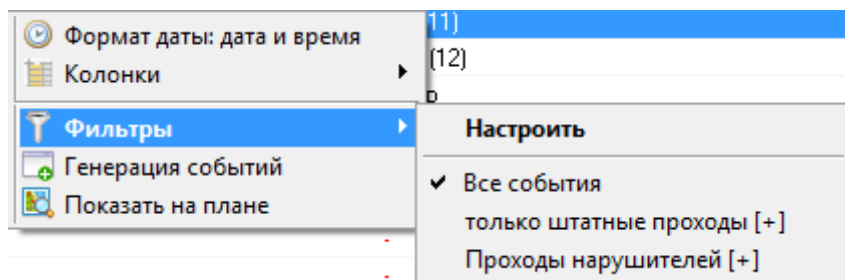 Формат даты: дата и время
Колонки
Фильтры
Генерация событий
Показать на плане
11)
(12)
Настроить
Все события
только штатные проходы [+]
Проходы нарушителей [+]